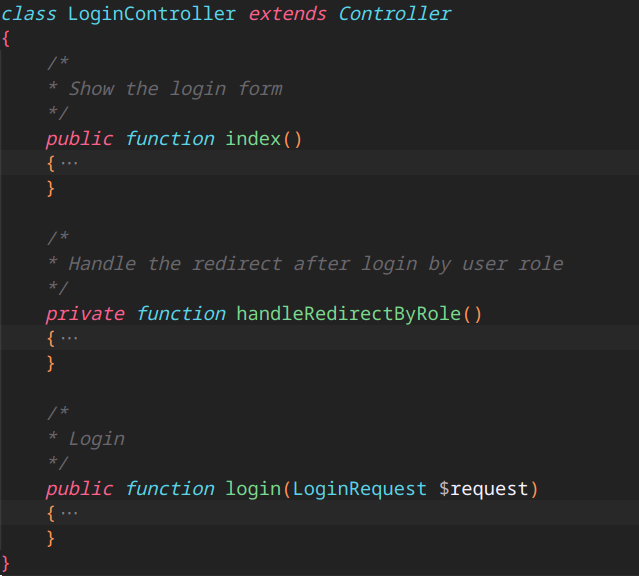 class LoginController extends Controller
{
/*
* Show the login form
*/
public function index()
{ ...
}
/*
* Handle the redirect after login by user role
*/
private function handleRedirectByRole()
{ ...
}
/*
* Login
*/
public function login(LoginRequest $request)
{ ...
}
}